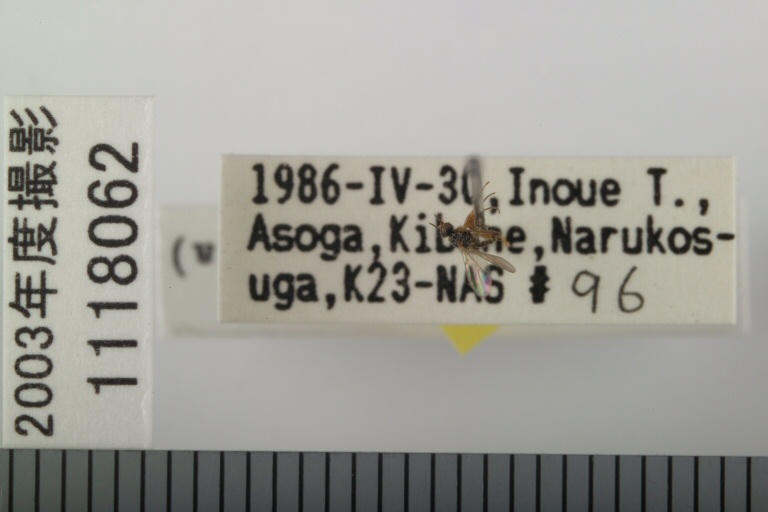 2003年度撮影
1118062
1986-IV-30, Inoue T.,
Asoga, Narukos-
uga, K23-NAS # 96
(v